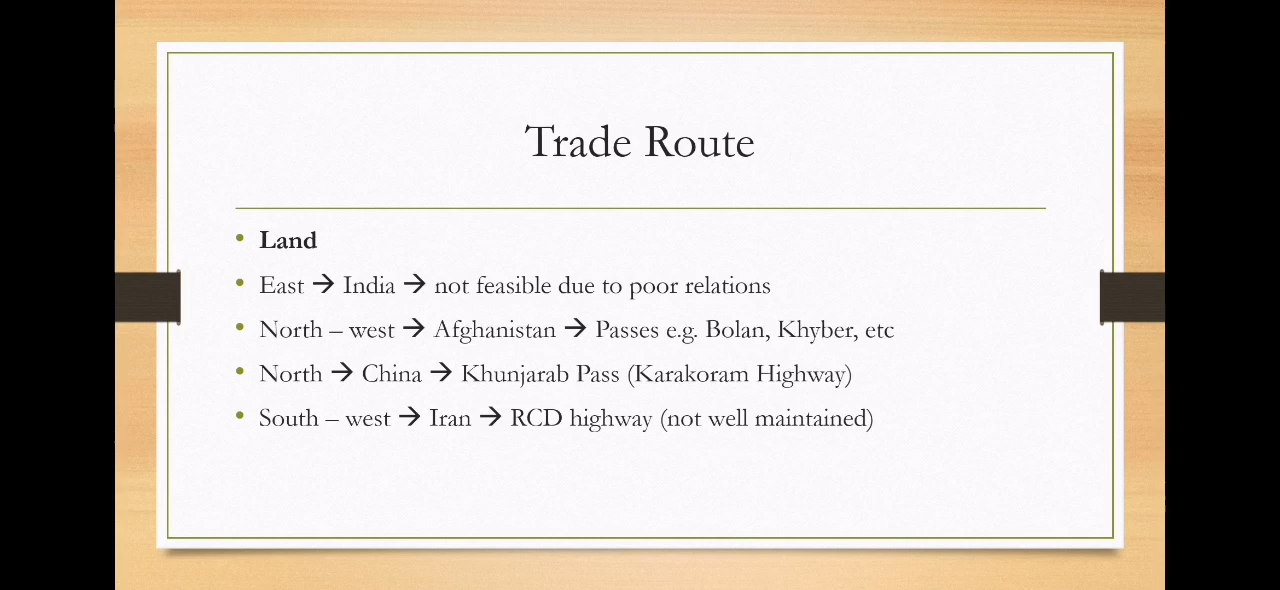 Trade Route
• Land
• East → India → not feasible due to poor relations
• North – west → Afghanistan → Passes e.g. Bolan, Khyber, etc
• North → China → Khunjarab Pass (Karakoram Highway)
• South – west → Iran → RCD highway (not well maintained)